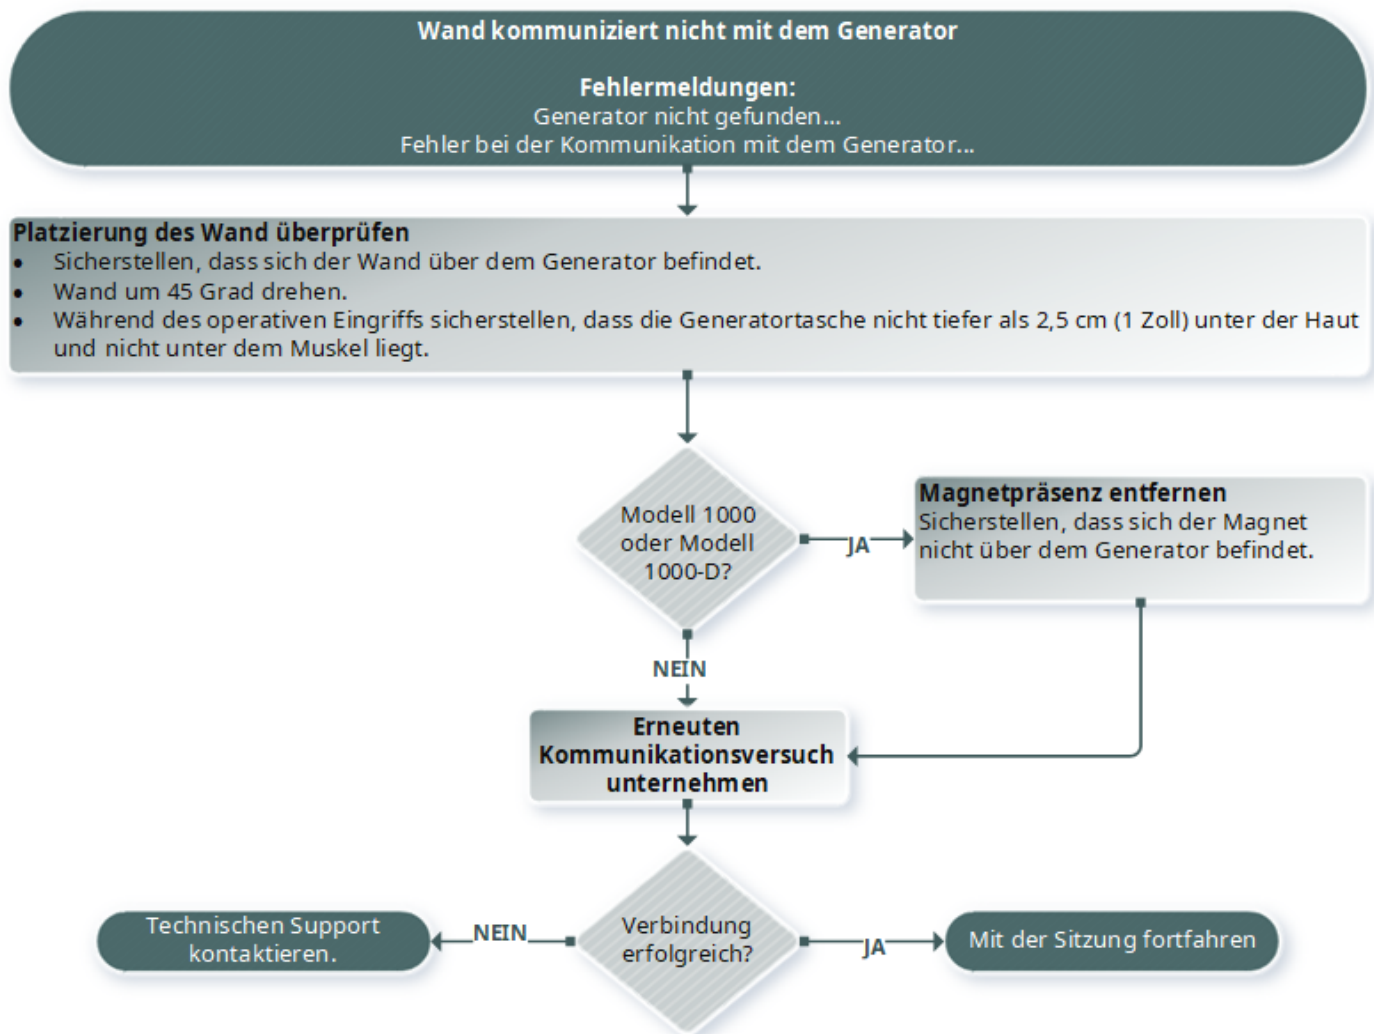 Wand kommuniziert nicht mit dem Generator
Fehlermeldungen:
Generator nicht gefunden...
Fehler bei der Kommunikation mit dem Generator...
Platzierung des Wand überprüfen
• Sicherstellen, dass sich der Wand über dem Generator befindet.
• Wand um 45 Grad drehen.
• Während des operativen Eingriffs sicherstellen, dass die Generatortasche nicht tiefer als 2,5 cm (1 Zoll) unter der Haut
und nicht unter dem Muskel liegt.
Modell 1000
oder Modell
1000-D?
JA
Magnetpräsenz entfernen
Sicherstellen, dass sich der Magnet
nicht über dem Generator befindet.
NEIN
Erneuten
Kommunikationsversuch
unternehmen
Verbindung
erfolgreich?
NEIN
Technischen Support
kontaktieren.
JA
Mit der Sitzung fortfahren